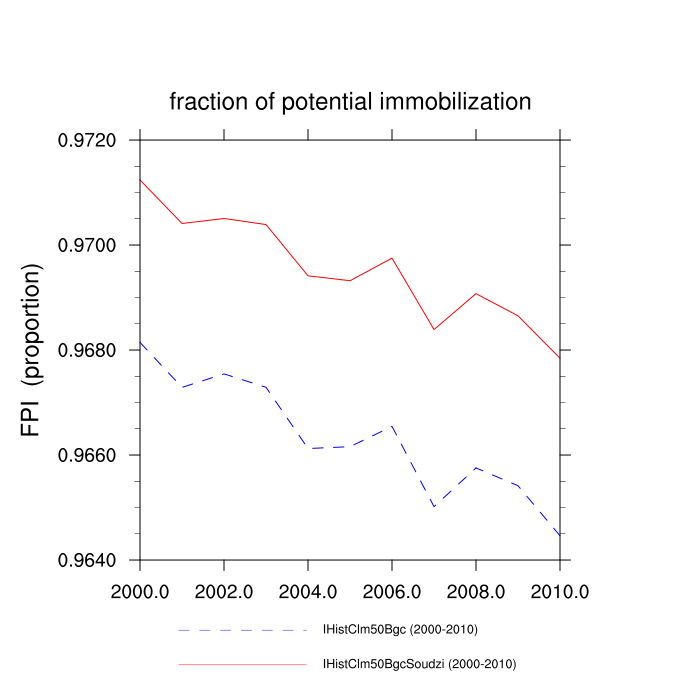 fraction of potential immobilization
FPI (proportion)
0.9720
0.9700
0.9680
0.9660
0.9640
2000.0 2002.0 2004.0 2006.0 2008.0 2010.0
IHistClm50Bgc (2000-2010)
IHistClm50BgcSoudzi (2000-2010)